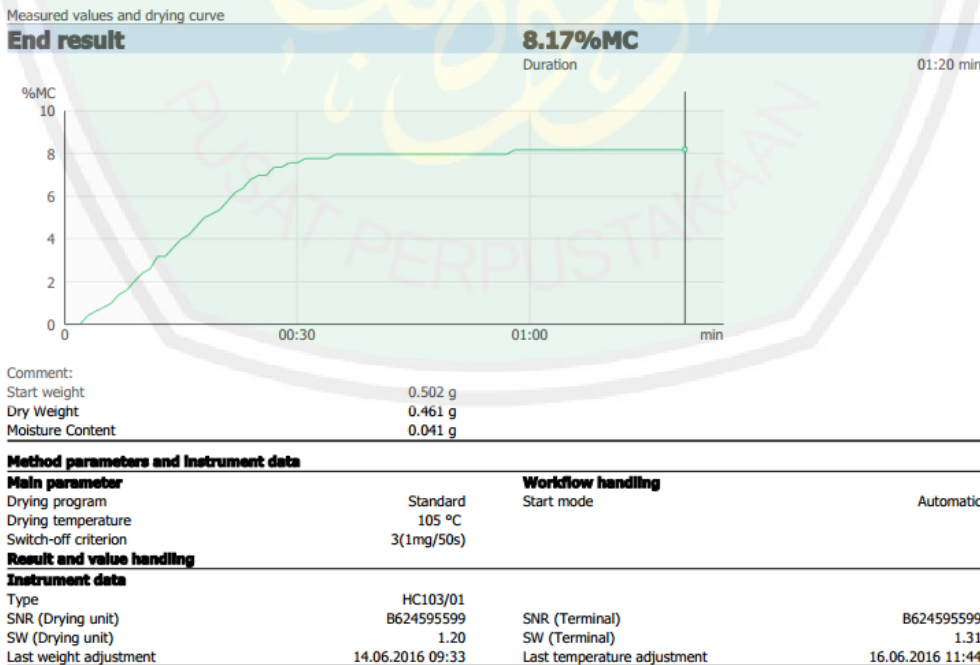 Measured values and drying curve
End result 8.17%MC
Duration 01:20 min
%MC
10
8
6
4
2
0
0 00:30 01:00 min
PUSAT PERPUSTAKAAN
Comment:
Start weight 0.502 g
Dry Weight 0.461 g
Moisture Content 0.041 g
Method parameters and instrument data
Main parameter Workflow handling
Drying program Standard Start mode Automatic
Drying temperature 105 °C
Switch-off criterion 3(1mg/50s)
Result and value handling
Instrument data
Type HC103/01
SNR (Drying unit) B624595599 SNR (Terminal) B624595599
SW (Drying unit) 1.20 SW (Terminal) 1.31
Last weight adjustment 14.06.2016 09:33 Last temperature adjustment 16.06.2016 11:44